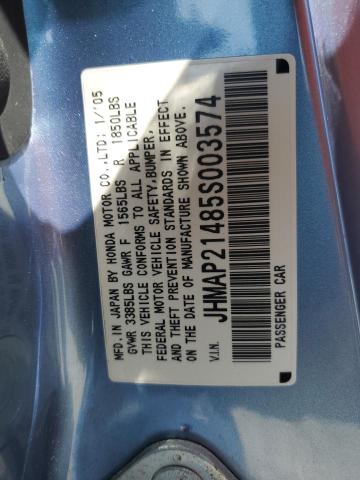 MFD.IN JAPAN BY HONDA MOTOR CO.,LTD; 1/'05
GVWR 3385LBS GAWR F 1565LBS R 1850LBS
THIS VEHICLE CONFORMS TO ALL APPLICABLE
FEDERAL MOTOR VEHICLE SAFETY,BUMPER,
AND THEFT PREVENTION STANDARDS IN EFFECT
ON THE DATE OF MANUFACTURE SHOWN ABOVE.
V.I.N. JHMAP21485S003574
PASSENGER CAR